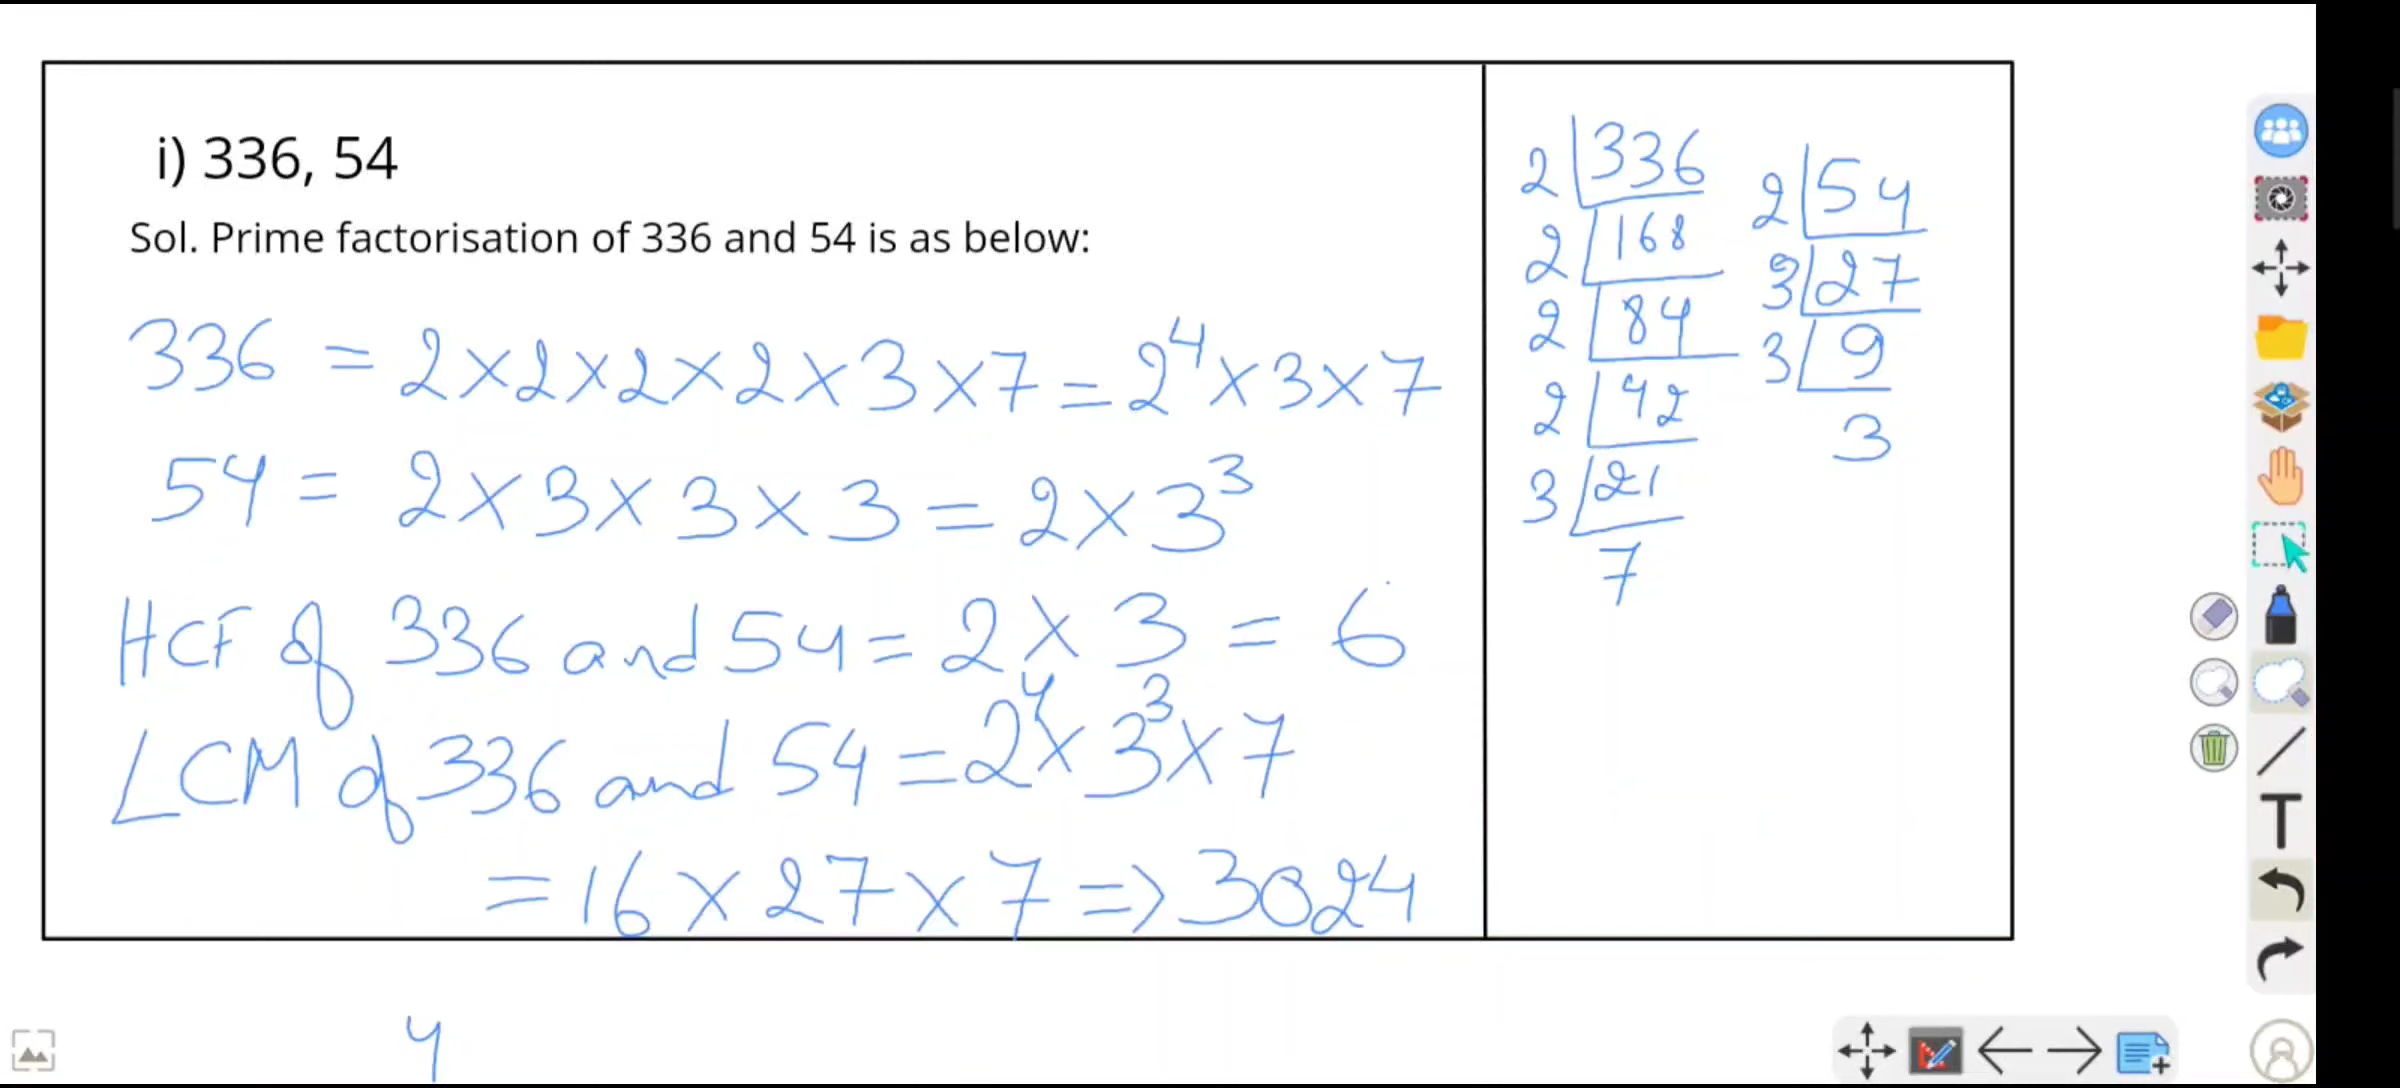 i) 336, 54
Sol. Prime factorisation of 336 and 54 is as below:
336 = 2×2×2×2×3×7 = 2⁴×3×7
54 = 2×3×3×3 = 2×3³
HCF of 336 and 54 = 2×3 = 6
LCM of 336 and 54 = 2⁴×3³×7
= 16×27×7 => 3024
4
2 | 336
2 | 168
2 | 84
2 | 42
3 | 21
7
2 | 54
3 | 27
3 | 9
3
T